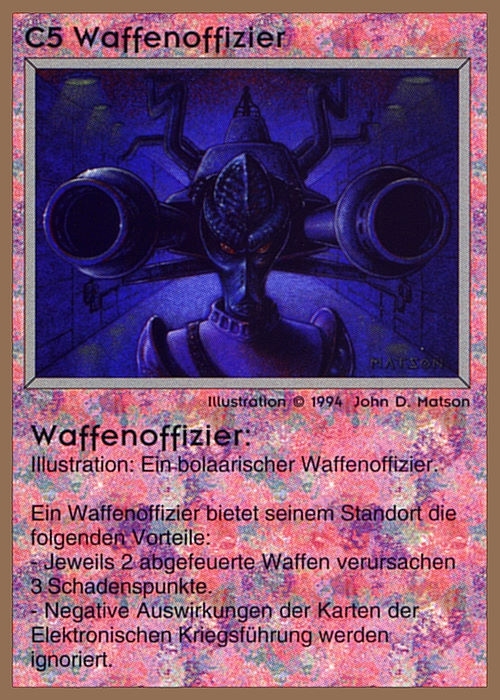 C5 Waffenoffizier
MATSON
Illustration © 1994 John D. Matson
Waffenoffizier:
Illustration: Ein bolaarischer Waffenoffizier.
Ein Waffenoffizier bietet seinem Standort die
folgenden Vorteile:
- Jeweils 2 abgefeuerte Waffen verursachen
3 Schadenspunkte.
- Negative Auswirkungen der Karten der
Elektronischen Kriegsführung werden
ignoriert.